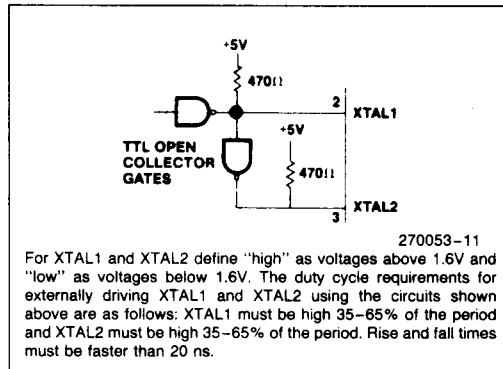 +5V
470Ω
2
XTAL1
+5V
TTL OPEN
COLLECTOR
GATES
470Ω
XTAL2
3
270053-11
For XTAL1 and XTAL2 define "high" as voltages above 1.6V and
"low" as voltages below 1.6V. The duty cycle requirements for
externally driving XTAL1 and XTAL2 using the circuits shown
above are as follows: XTAL1 must be high 35–65% of the period
and XTAL2 must be high 35–65% of the period. Rise and fall times
must be faster than 20 ns.